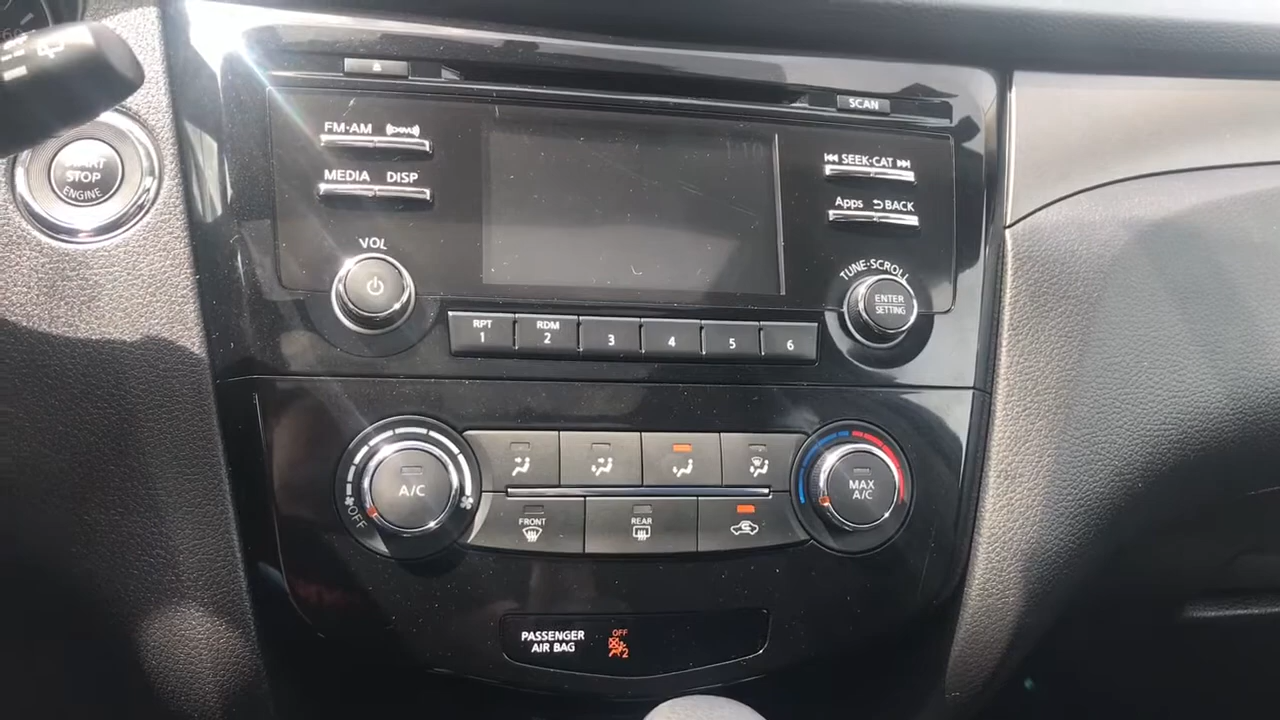 START
STOP
ENGINE
SCAN
FM·AM
MEDIA DISP
VOL
SEEK·CAT
Apps BACK
TUNE·SCROLL
ENTER
SETTING
RPT
1
RDM
2
3
4
5
6
A/C
OFF
MAX
A/C
FRONT
REAR
PASSENGER
AIR BAG
OFF
2